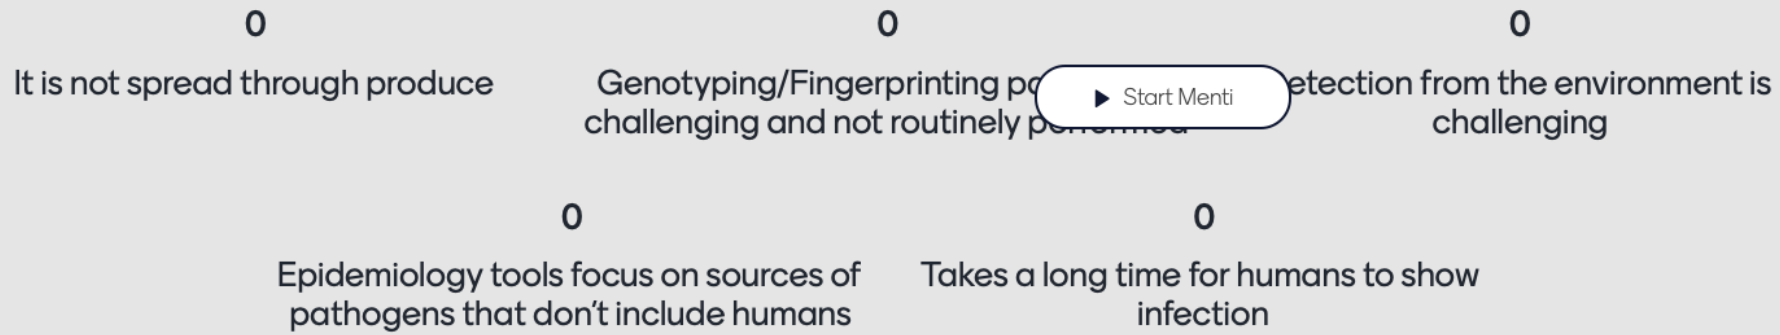 0
0
0
It is not spread through produce
Genotyping/Fingerprinting
challenging and not routinely
Start Menti
from the environment is
challenging
0
0
Epidemiology tools focus on sources of
pathogens that don't include humans
Takes a long time for humans to show
infection